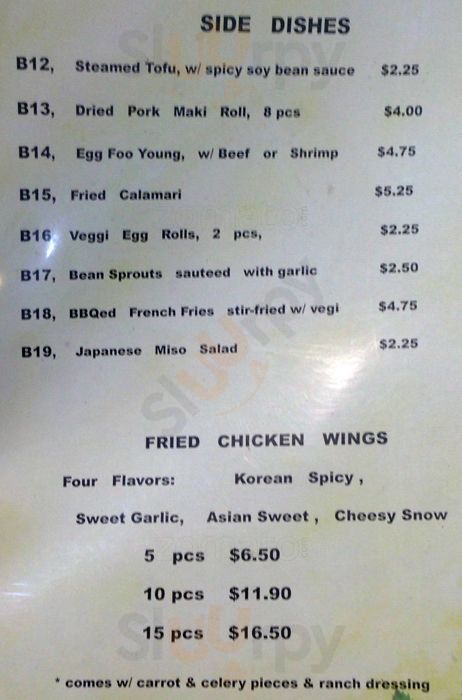 SIDE DISHES
B12, Steamed Tofu, w/ spicy soy bean sauce $2.25
B13, Dried Pork Maki Roll, 8 pcs $4.00
B14, Egg Foo Young, w/ Beef or Shrimp $4.75
B15, Fried Calamari $5.25
B16, Veggi Egg Rolls, 2 pcs, $2.25
B17, Bean Sprouts sauteed with garlic $2.50
B18, BBQed French Fries stir-fried w/ vegi $4.75
B19, Japanese Miso Salad $2.25
sluurpy
FRIED CHICKEN WINGS
Four Flavors: Korean Spicy,
Sweet Garlic, Asian Sweet, Cheesy Snow
5 pcs $6.50
10 pcs $11.90
15 pcs $16.50
sluurpy
* comes w/ carrot & celery pieces & ranch dressing